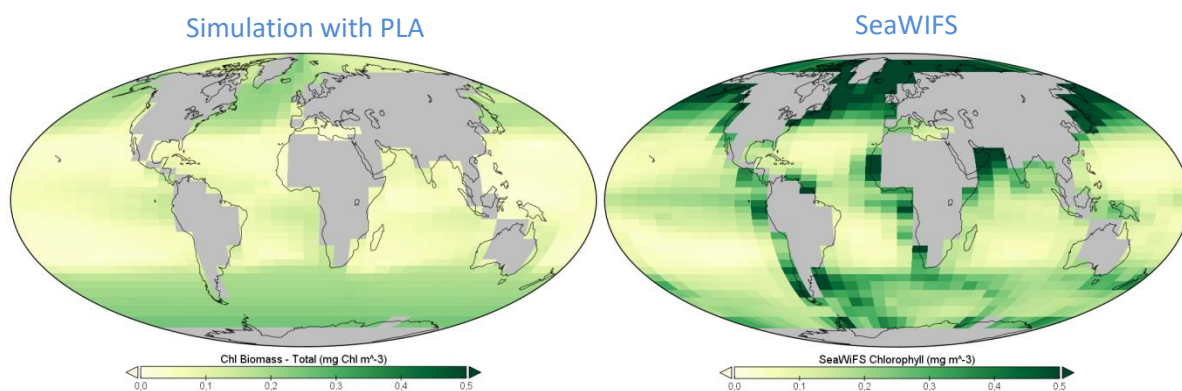 Simulation with PLA
SeaWIFS
Chl Biomass - Total (mg Chl m^-3)
0,0 0,1 0,2 0,3 0,4 0,5
SeaWiFS Chlorophyll (mg m^-3)
0,0 0,1 0,2 0,3 0,4 0,5